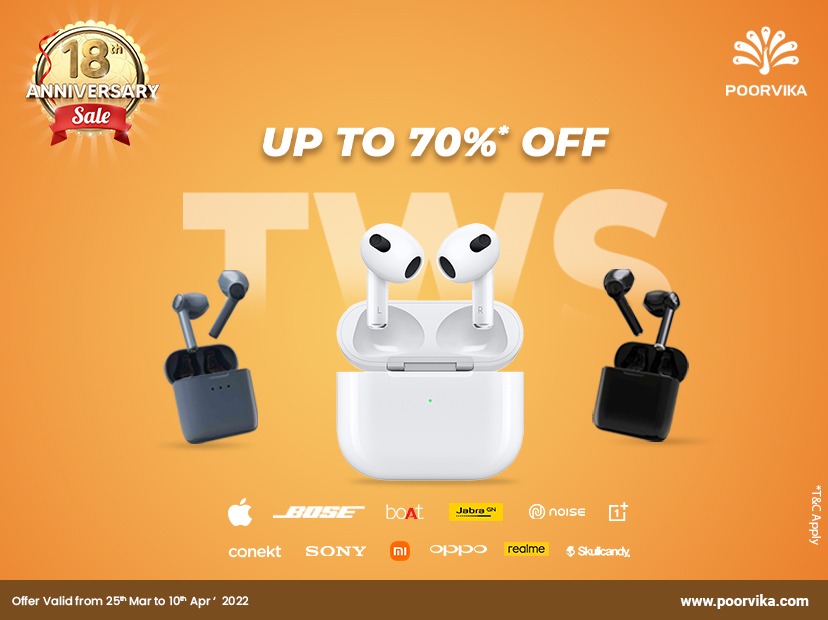 18th
ANNIVERSARY
Sale
POORVIKA
UP TO 70%* OFF
TWS
L R
BOSE boAt Jabra GN NOISE 1+
conekt SONY mi oppo realme Skullcandy
*T&C Apply
Offer Valid from 25th Mar to 10th Apr ' 2022
www.poorvika.com